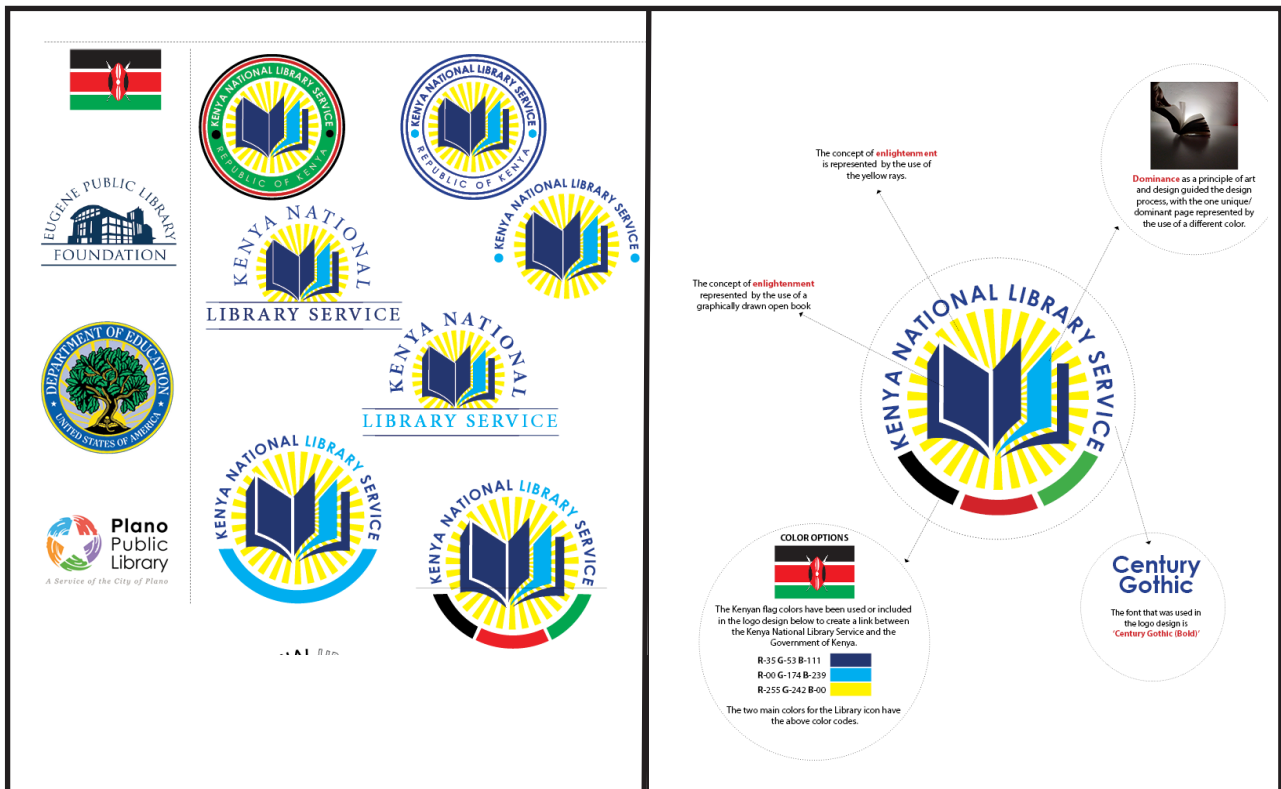 KENYA NATIONAL LIBRARY SERVICE
REPUBLIC OF KENYA
KENYA NATIONAL LIBRARY SERVICE
REPUBLIC OF KENYA
EUGENE PUBLIC LIBRARY
FOUNDATION
KENYA NATIONAL
LIBRARY SERVICE
KENYA NATIONAL LIBRARY SERVICE
DEPARTMENT OF EDUCATION
UNITED STATES OF AMERICA
KENYA NATIONAL
LIBRARY SERVICE
KENYA NATIONAL LIBRARY SERVICE
KENYA NATIONAL LIBRARY SERVICE
Plano
Public
Library
A Service of the City of Plano
The concept of enlightenment
is represented by the use of
the yellow rays.
Dominance as a principle of art
and design guided the design
process, with the one unique/
dominant page represented by
the use of a different color.
The concept of enlightenment
represented by the use of a
graphically drawn open book
KENYA NATIONAL LIBRARY SERVICE
COLOR OPTIONS
The Kenyan flag colors have been used or included
in the logo design below to create a link between
the Kenya National Library Service and the
Government of Kenya.
R-35 G-53 B-111
R-00 G-174 B-239
R-255 G-242 B-00
The two main colors for the Library icon have
the above color codes.
Century
Gothic
The font that was used in
the logo design is
'Century Gothic (Bold)'